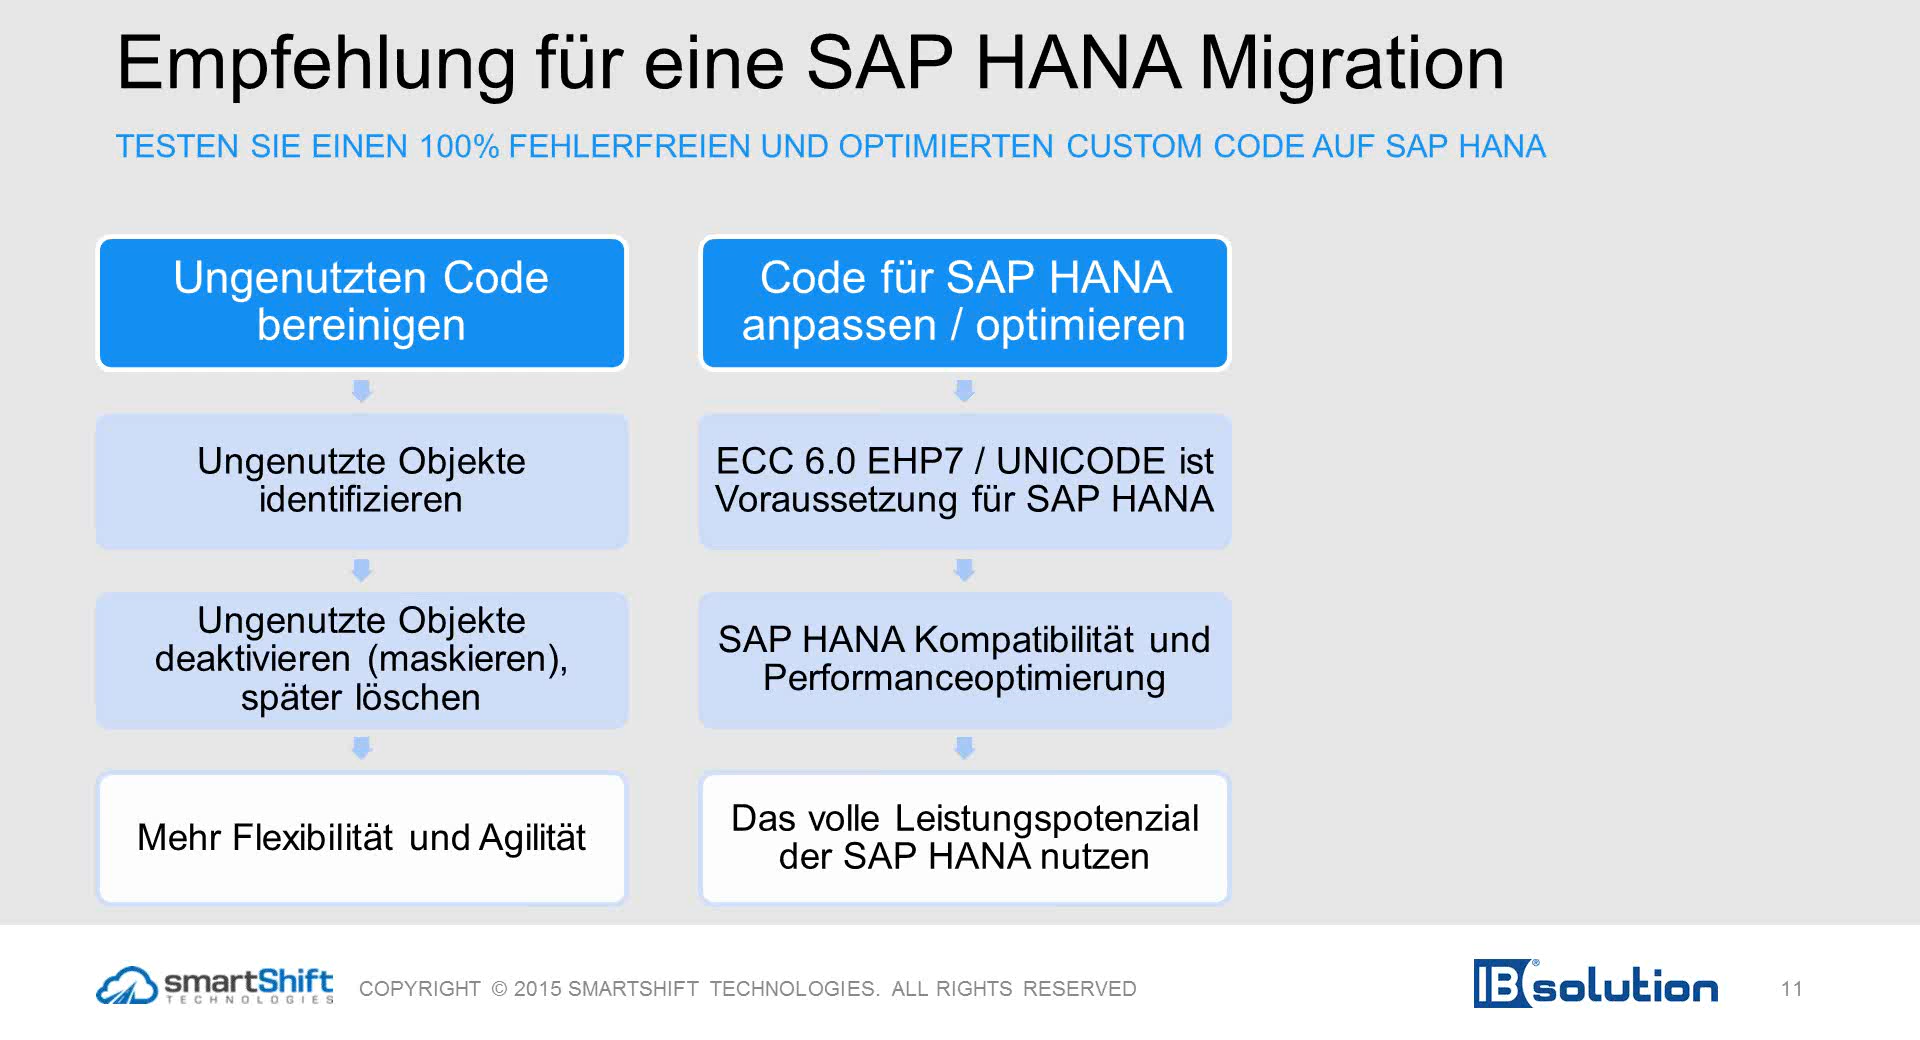 Empfehlung für eine SAP HANA Migration
TESTEN SIE EINEN 100% FEHLERFREIEN UND OPTIMIERTEN CUSTOM CODE AUF SAP HANA
Ungenutzten Code
bereinigen
Ungenutzte Objekte
identifizieren
Ungenutzte Objekte
deaktivieren (maskieren),
später löschen
Mehr Flexibilität und Agilität
Code für SAP HANA
anpassen / optimieren
ECC 6.0 EHP7 / UNICODE ist
Voraussetzung für SAP HANA
SAP HANA Kompatibilität und
Performanceoptimierung
Das volle Leistungspotenzial
der SAP HANA nutzen
smartShift
TECHNOLOGIES
COPYRIGHT © 2015 SMARTSHIFT TECHNOLOGIES. ALL RIGHTS RESERVED
IBsolution®
11